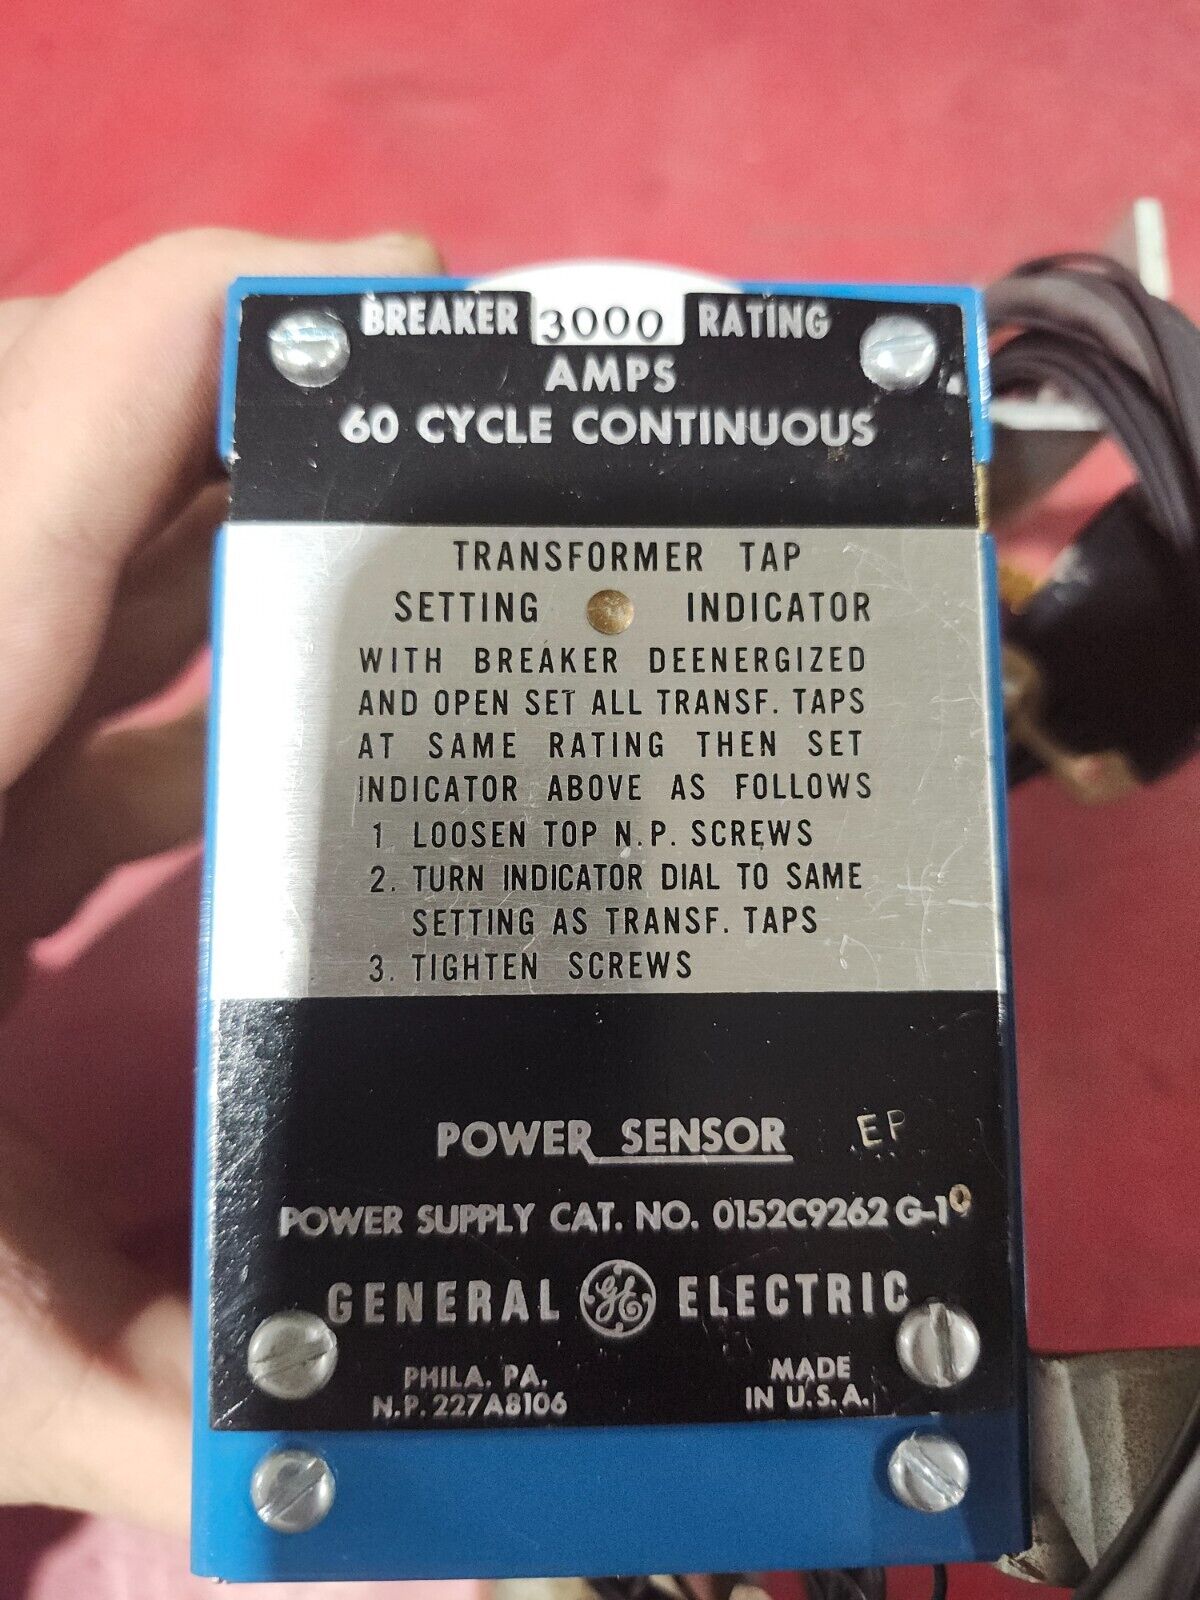 BREAKER 3000 RATING
AMPS
60 CYCLE CONTINUOUS
TRANSFORMER TAP
SETTING INDICATOR
WITH BREAKER DEENERGIZED
AND OPEN SET ALL TRANSF. TAPS
AT SAME RATING THEN SET
INDICATOR ABOVE AS FOLLOWS
1 LOOSEN TOP N.P. SCREWS
2. TURN INDICATOR DIAL TO SAME
SETTING AS TRANSF. TAPS
3. TIGHTEN SCREWS
POWER SENSOR EP
POWER SUPPLY CAT. NO. 0152C9262 G-10
GENERAL GE ELECTRIC
PHILA. PA. MADE
N.P. 227A8106 IN U.S.A.